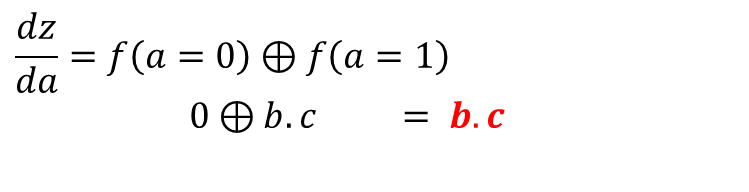 dz/da = f(a = 0) ⊕ f(a = 1)
0 ⊕ b.c = b.c